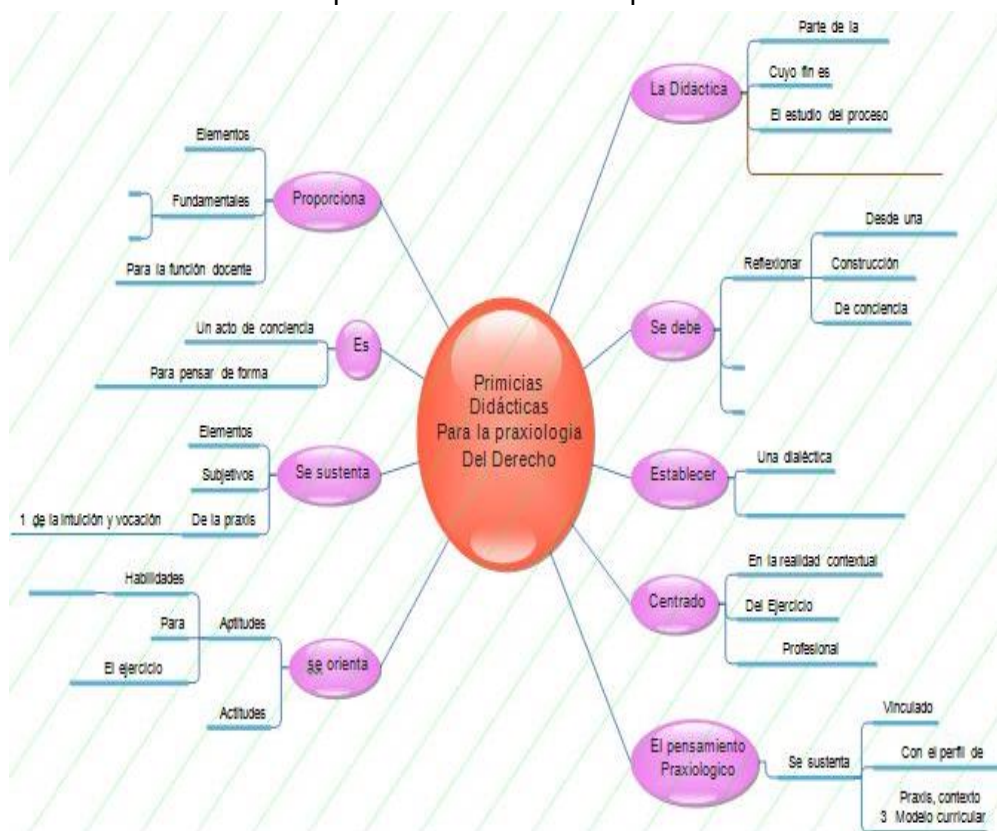 Primicias
Didácticas
Para la praxiologia
Del Derecho
La Didáctica
Parte de la
Cuyo fin es
El estudio del proceso
Se debe
Reflexionar
Desde una
Construcción
De conciencia
Establecer
Una dialéctica
Centrado
En la realidad contextual
Del Ejercicio
Profesional
El pensamiento
Praxiologico
Se sustenta
Vinculado
Con el perfil de
Praxis, contexto
3 Modelo curricular
Proporciona
Elementos
Fundamentales
Para la función docente
Es
Un acto de conciencia
Para pensar de forma
Se sustenta
Elementos
Subjetivos
De la praxis
1 de la intuición y vocación
se orienta
Aptitudes
Habilidades
Para
El ejercicio
Actitudes